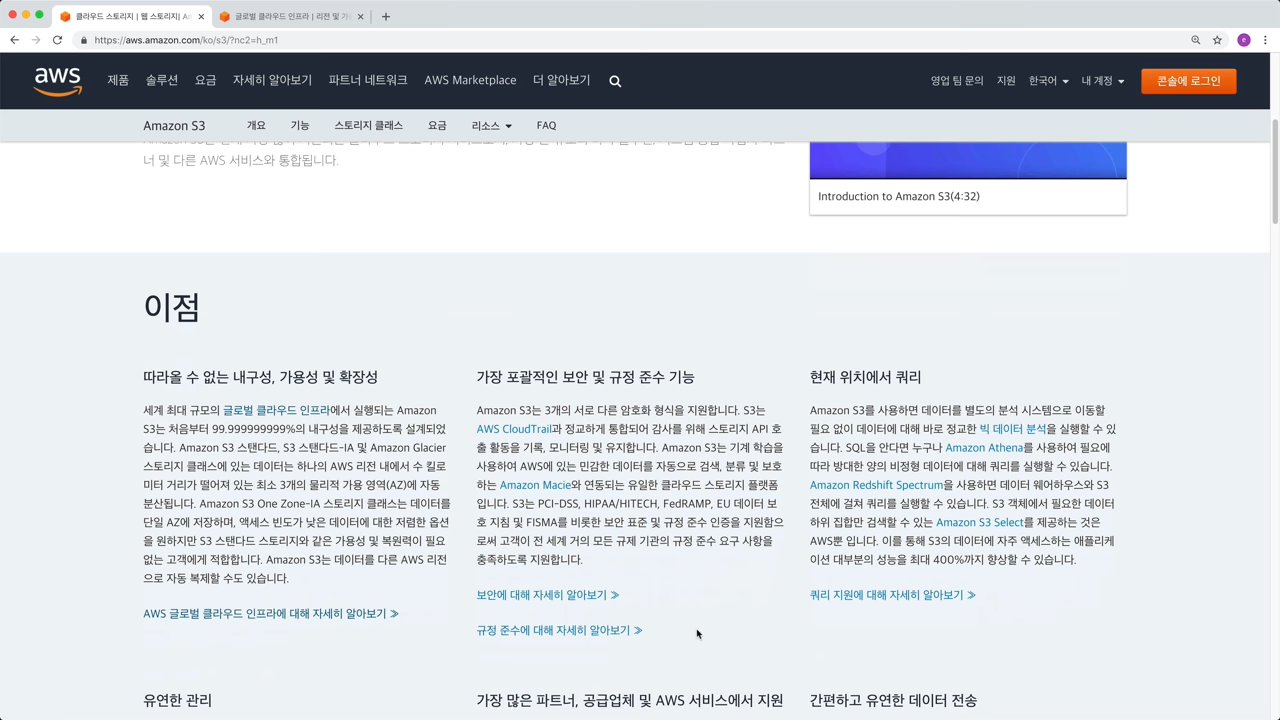 클라우드 스토리지 | 웹 스토리지| Am
글로벌 클라우드 인프라 | 리전 및 가
https://aws.amazon.com/ko/s3/?nc2=h_m1
e
aws 제품 솔루션 요금 자세히 알아보기 파트너 네트워크 AWS Marketplace 더 알아보기 영업 팀 문의 지원 한국어 내 계정 콘솔에 로그인
Amazon S3 개요 기능 스토리지 클래스 요금 리소스 FAQ
너 및 다른 AWS 서비스와 통합됩니다.
Introduction to Amazon S3(4:32)
이점
따라올 수 없는 내구성, 가용성 및 확장성
세계 최대 규모의 글로벌 클라우드 인프라에서 실행되는 Amazon
S3는 처음부터 99.999999999%의 내구성을 제공하도록 설계되었
습니다. Amazon S3 스탠다드, S3 스탠다드-IA 및 Amazon Glacier
스토리지 클래스에 있는 데이터는 하나의 AWS 리전 내에서 수 킬로
미터 거리가 떨어져 있는 최소 3개의 물리적 가용 영역(AZ)에 자동
분산됩니다. Amazon S3 One Zone-IA 스토리지 클래스는 데이터를
단일 AZ에 저장하며, 액세스 빈도가 낮은 데이터에 대한 저렴한 옵션
을 원하지만 S3 스탠다드 스토리지와 같은 가용성 및 복원력이 필요
없는 고객에게 적합합니다. Amazon S3는 데이터를 다른 AWS 리전
으로 자동 복제할 수도 있습니다.
AWS 글로벌 클라우드 인프라에 대해 자세히 알아보기 ≫
가장 포괄적인 보안 및 규정 준수 기능
Amazon S3는 3개의 서로 다른 암호화 형식을 지원합니다. S3는
AWS CloudTrail과 정교하게 통합되어 감사를 위해 스토리지 API 호
출 활동을 기록, 모니터링 및 유지합니다. Amazon S3는 기계 학습을
사용하여 AWS에 있는 민감한 데이터를 자동으로 검색, 분류 및 보호
하는 Amazon Macie와 연동되는 유일한 클라우드 스토리지 플랫폼
입니다. S3는 PCI-DSS, HIPAA/HITECH, FedRAMP, EU 데이터 보
호 지침 및 FISMA를 비롯한 보안 표준 및 규정 준수 인증을 지원함으
로써 고객이 전 세계 거의 모든 규제 기관의 규정 준수 요구 사항을
충족하도록 지원합니다.
보안에 대해 자세히 알아보기 ≫
규정 준수에 대해 자세히 알아보기 ≫
현재 위치에서 쿼리
Amazon S3를 사용하면 데이터를 별도의 분석 시스템으로 이동할
필요 없이 데이터에 대해 바로 정교한 빅 데이터 분석을 실행할 수 있
습니다. SQL을 안다면 누구나 Amazon Athena를 사용하여 필요에
따라 방대한 양의 비정형 데이터에 대해 쿼리를 실행할 수 있습니다.
Amazon Redshift Spectrum을 사용하면 데이터 웨어하우스와 S3
전체에 걸쳐 쿼리를 실행할 수 있습니다. S3 객체에서 필요한 데이터
하위 집합만 검색할 수 있는 Amazon S3 Select를 제공하는 것은
AWS뿐 입니다. 이를 통해 S3의 데이터에 자주 액세스하는 애플리케
이션 대부분의 성능을 최대 400%까지 향상할 수 있습니다.
쿼리 지원에 대해 자세히 알아보기 ≫
유연한 관리
가장 많은 파트너, 공급업체 및 AWS 서비스에서 지원
간편하고 유연한 데이터 전송